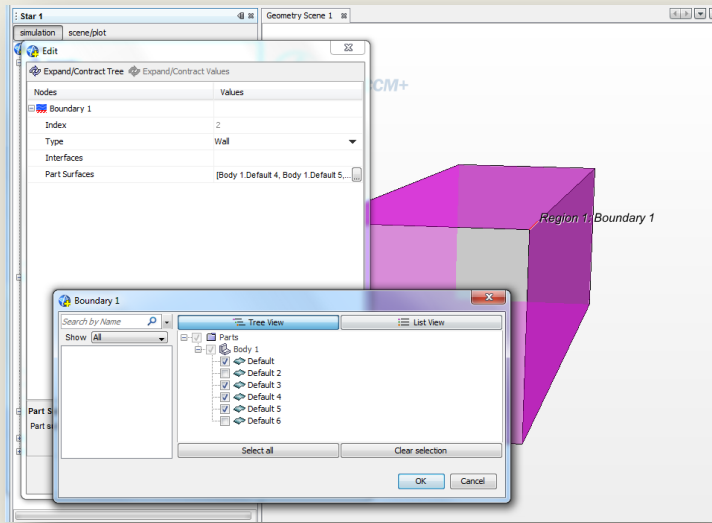 Star 1
Geometry Scene 1
simulation scene/plot
Edit
Expand/Contract Tree Expand/Contract Values
CCM+
Nodes Values
Boundary 1
Index 2
Type Wall
Interfaces
Part Surfaces [Body 1.Default 4, Body 1.Default 5,... ...
Region 1: Boundary 1
Boundary 1
Search by Name Tree View List View
Show All Parts
Body 1
Default
Default 2
Default 3
Default 4
Default 5
Default 6
Part
Part
Select all Clear selection
OK Cancel